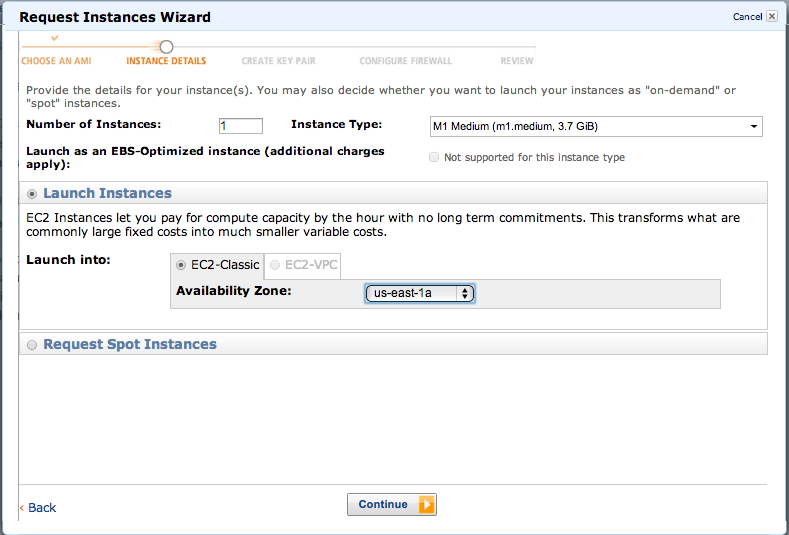 Request Instances Wizard
Cancel
CHOOSE AN AMI INSTANCE DETAILS CREATE KEY PAIR CONFIGURE FIREWALL REVIEW
Provide the details for your instance(s). You may also decide whether you want to launch your instances as "on-demand" or
"spot" instances.
Number of Instances: 1 Instance Type: M1 Medium (m1.medium, 3.7 GiB)
Launch as an EBS-Optimized instance (additional charges
apply):
Not supported for this instance type
Launch Instances
EC2 Instances let you pay for compute capacity by the hour with no long term commitments. This transforms what are
commonly large fixed costs into much smaller variable costs.
Launch into: EC2-Classic EC2-VPC
Availability Zone: us-east-1a
Request Spot Instances
< Back
Continue